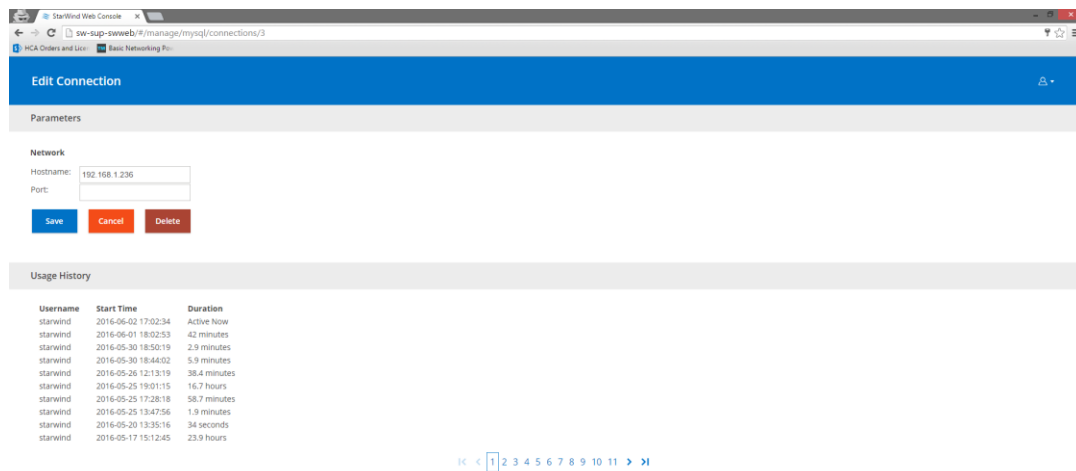 StarWind Web Console
sw-sup-swweb/#/manage/mysql/connections/3
HCA Orders and Licen
Basic Networking Po
Edit Connection
Parameters
Network
Hostname: 192.168.1.236
Port:
Save Cancel Delete
Usage History
Username Start Time Duration
starwind 2016-06-02 17:02:34 Active Now
starwind 2016-06-01 18:02:53 42 minutes
starwind 2016-05-30 18:50:19 2.9 minutes
starwind 2016-05-30 18:44:02 5.9 minutes
starwind 2016-05-26 12:13:19 38.4 minutes
starwind 2016-05-25 19:01:15 16.7 hours
starwind 2016-05-25 17:28:18 58.7 minutes
starwind 2016-05-25 13:47:56 1.9 minutes
starwind 2016-05-20 13:35:16 34 seconds
starwind 2016-05-17 15:12:45 23.9 hours
1 2 3 4 5 6 7 8 9 10 11